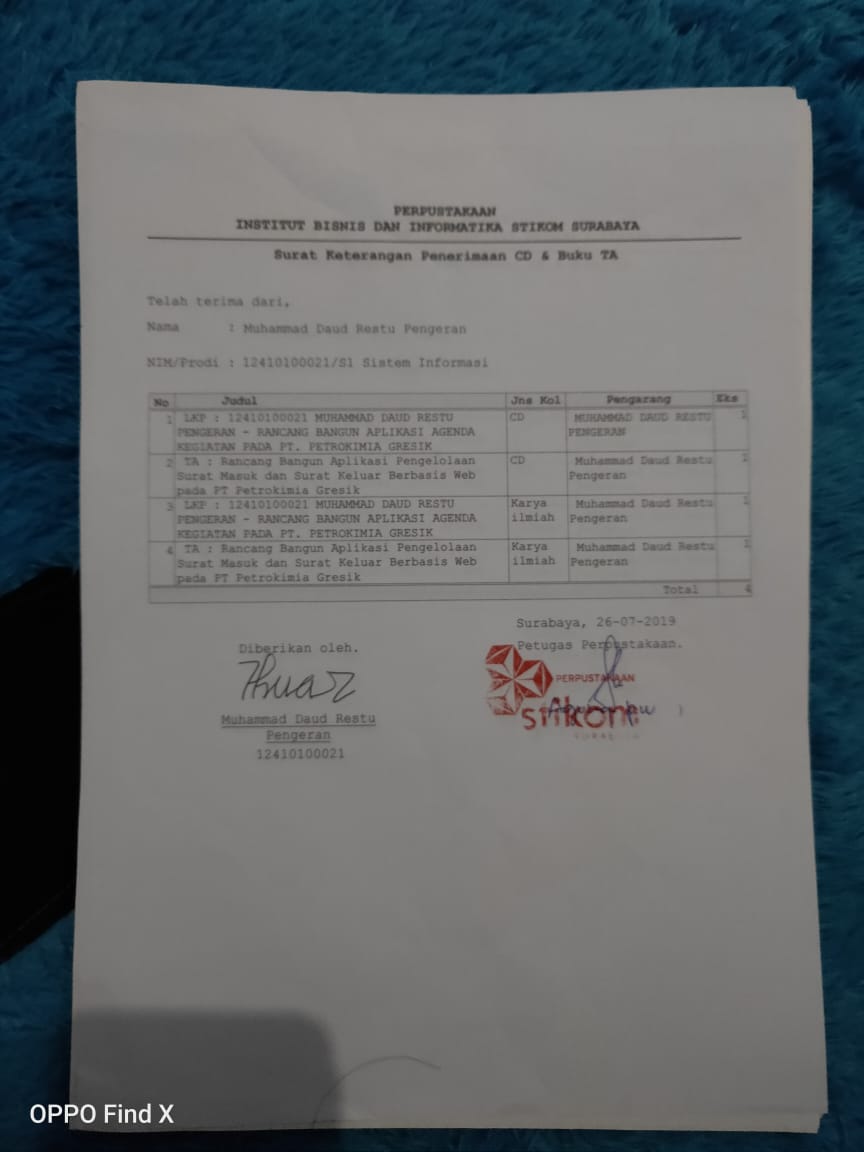 PERPUSTAKAAN
INSTITUT BISNIS DAN INFORMATIKA STIKOM SURABAYA
Surat Keterangan Penerimaan CD & Buku TA
Telah terima dari,
Nama : Muhammad Daud Restu Pengeran
NIM/Prodi : 12410100021/S1 Sistem Informasi
No Judul Jns Kol Pengarang Eks
1 LKP : 12410100021 MUHAMMAD DAUD RESTU CD MUHAMMAD DAUD RESTU 1
PENGERAN - RANCANG BANGUN APLIKASI AGENDA PENGERAN
KEGIATAN PADA PT. PETROKIMIA GRESIK
2 TA : Rancang Bangun Aplikasi Pengelolaan CD Muhammad Daud Restu 1
Surat Masuk dan Surat Keluar Berbasis Web Pengeran
pada PT Petrokimia Gresik
3 LKP : 12410100021 MUHAMMAD DAUD RESTU Karya Muhammad Daud Restu 1
PENGERAN - RANCANG BANGUN APLIKASI AGENDA ilmiah Pengeran
KEGIATAN PADA PT. PETROKIMIA GRESIK
4 TA : Rancang Bangun Aplikasi Pengelolaan Karya Muhammad Daud Restu 1
Surat Masuk dan Surat Keluar Berbasis Web ilmiah Pengeran
pada PT Petrokimia Gresik
Total 4
Surabaya, 26-07-2019
Diberikan oleh. Petugas Perpustakaan.
PERPUSTAKAAN
stikom
SURABAYA
Muhammad Daud Restu
Pengeran
12410100021
OPPO Find X